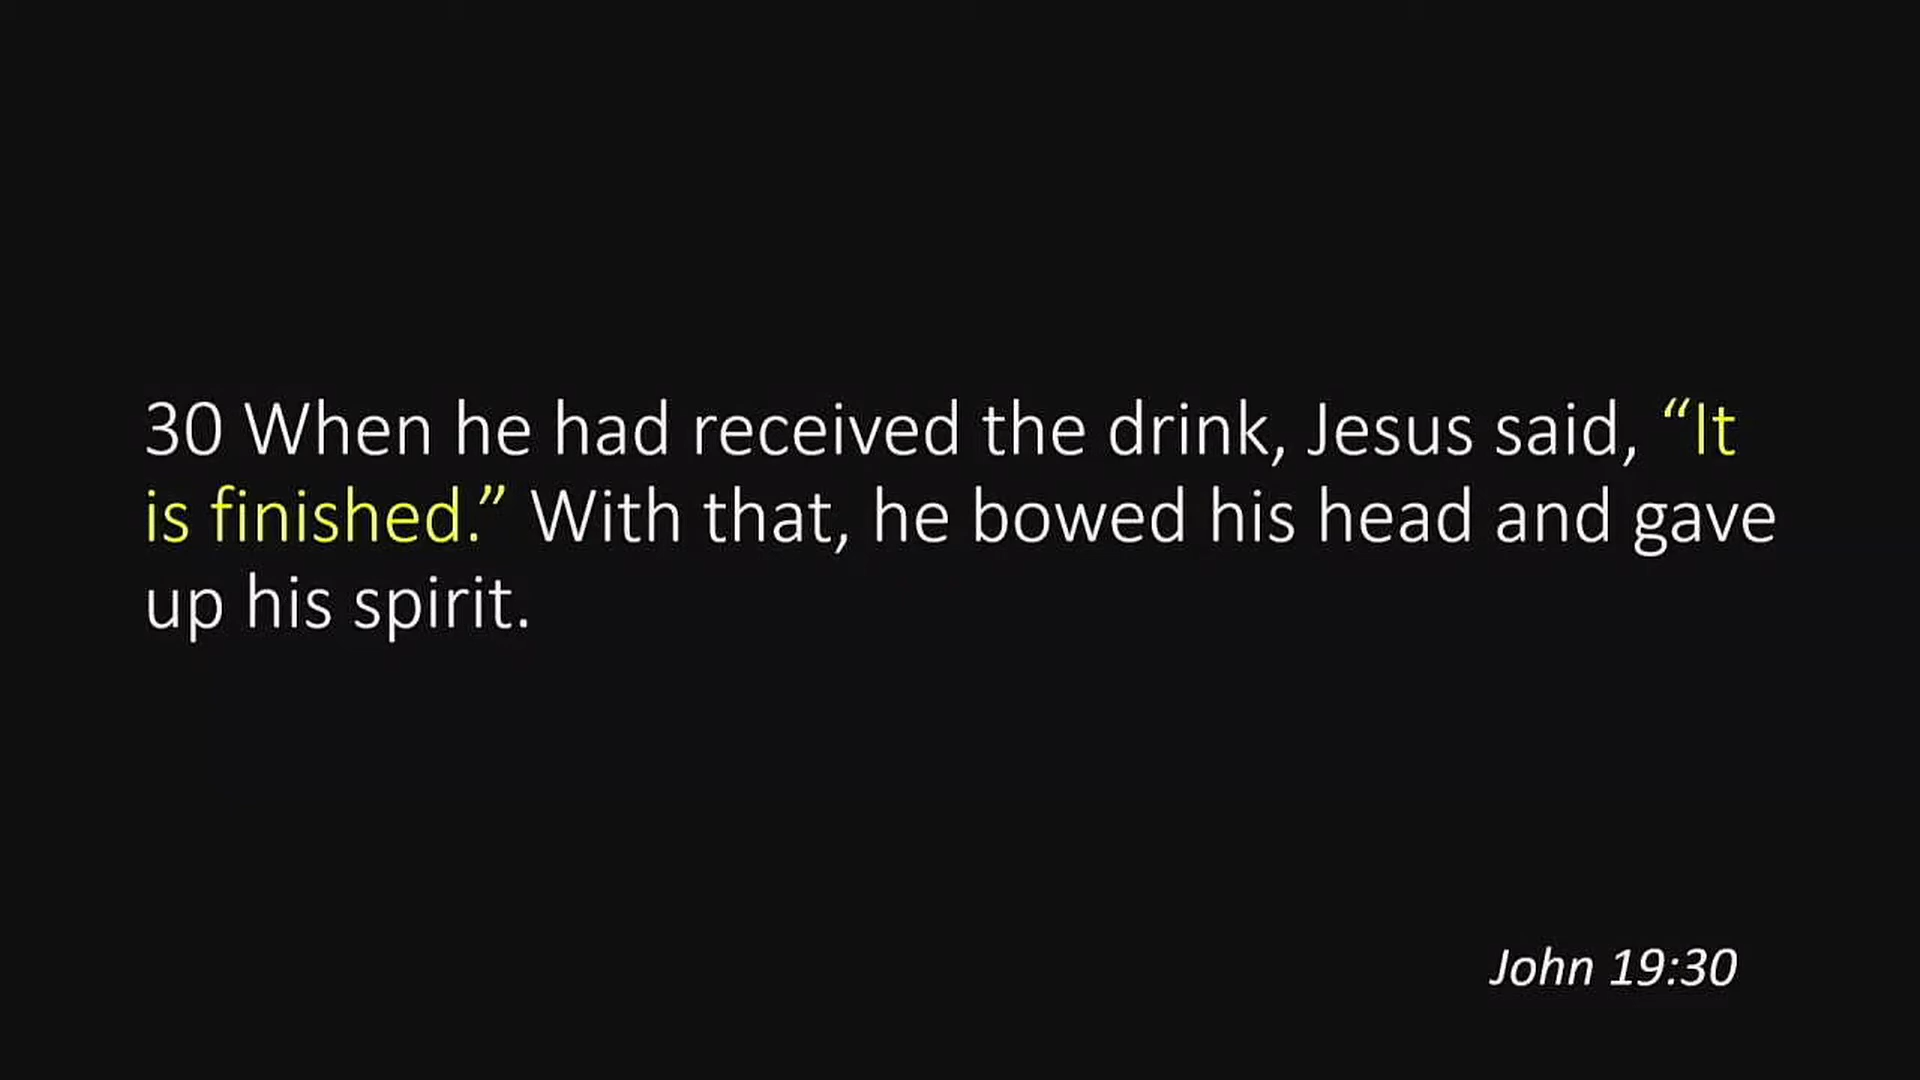 30 When he had received the drink, Jesus said, “It
is finished.” With that, he bowed his head and gave
up his spirit.
John 19:30